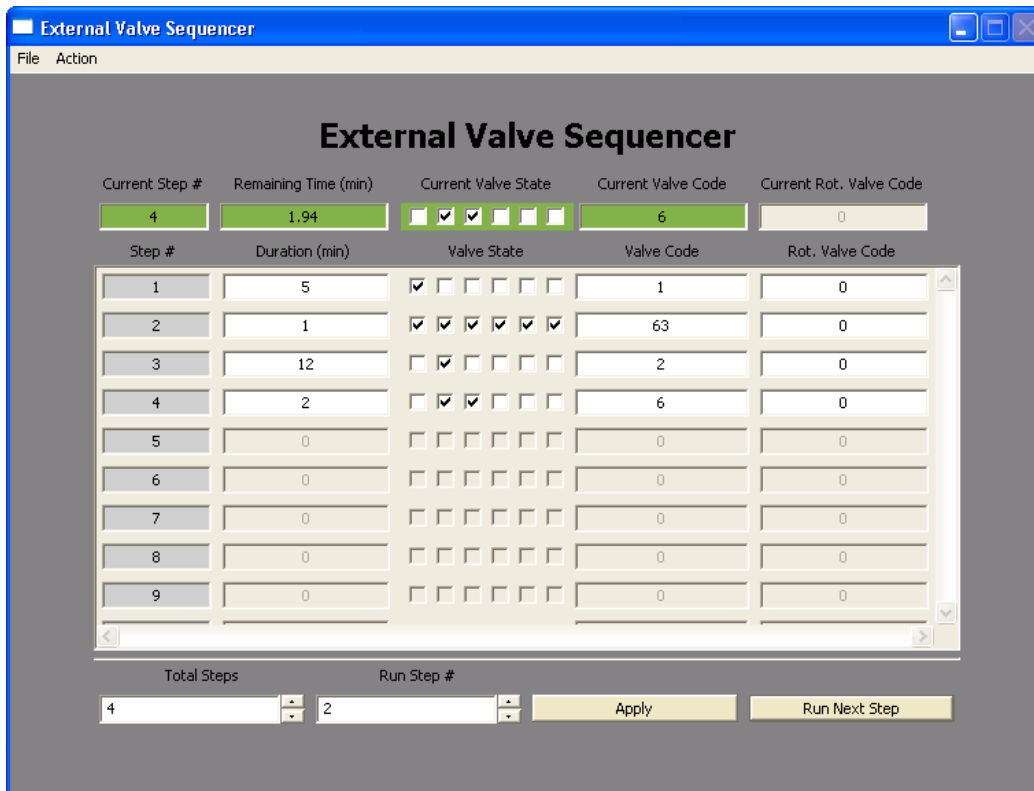 External Valve Sequencer
File Action
External Valve Sequencer
Current Step # Remaining Time (min) Current Valve State Current Valve Code Current Rot. Valve Code
4 1.94 6 0
Step # Duration (min) Valve State Valve Code Rot. Valve Code
1 5 1 0
2 1 63 0
3 12 2 0
4 2 6 0
5 0 0 0
6 0 0 0
7 0 0 0
8 0 0 0
9 0 0 0
Total Steps Run Step #
4 2 Apply Run Next Step